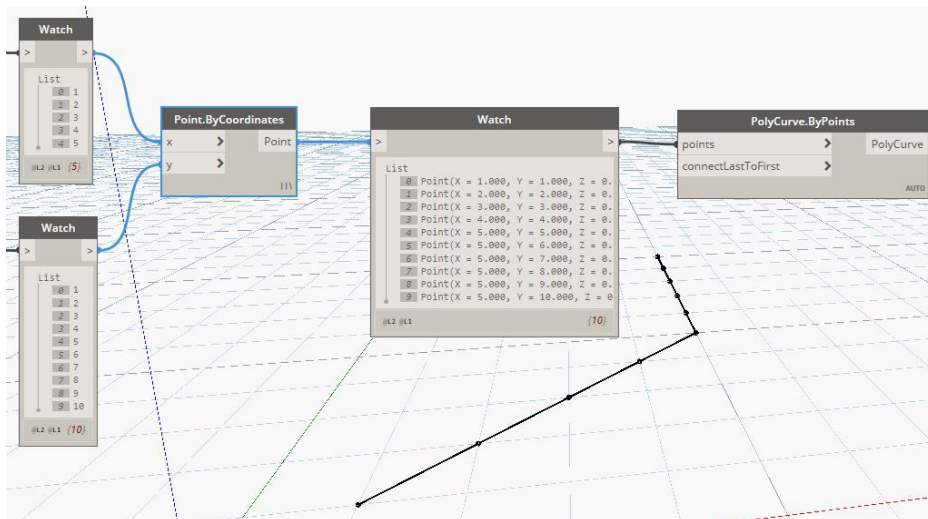 Watch
> >
List
0 1
1 2
2 3
3 4
4 5
@L2 @L1 {5}
Point.ByCoordinates
x > Point
y >
Watch
> >
List
0 Point(X = 1.000, Y = 1.000, Z = 0.
1 Point(X = 2.000, Y = 2.000, Z = 0.
2 Point(X = 3.000, Y = 3.000, Z = 0.
3 Point(X = 4.000, Y = 4.000, Z = 0.
4 Point(X = 5.000, Y = 5.000, Z = 0.
5 Point(X = 5.000, Y = 6.000, Z = 0.
6 Point(X = 5.000, Y = 7.000, Z = 0.
7 Point(X = 5.000, Y = 8.000, Z = 0.
8 Point(X = 5.000, Y = 9.000, Z = 0.
9 Point(X = 5.000, Y = 10.000, Z = 0
@L2 @L1 {10}
PolyCurve.ByPoints
points > PolyCurve
connectLastToFirst >
AUTO
Watch
> >
List
0 1
1 2
2 3
3 4
4 5
5 6
6 7
7 8
8 9
9 10
@L2 @L1 {10}